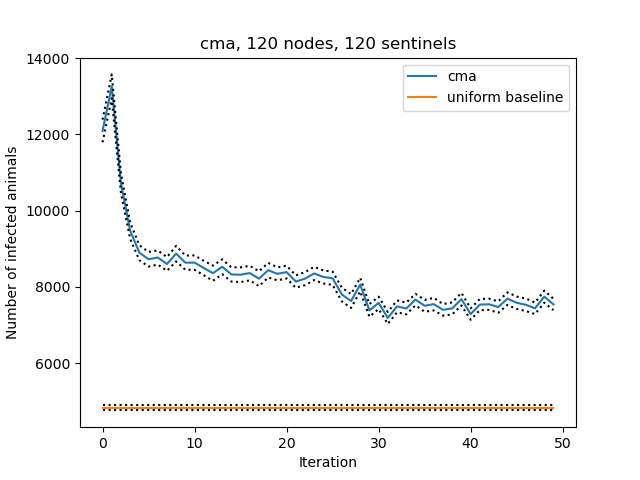 cma, 120 nodes, 120 sentinels
cma
uniform baseline
Number of infected animals
14000
12000
10000
8000
6000
0 10 20 30 40 50
Iteration